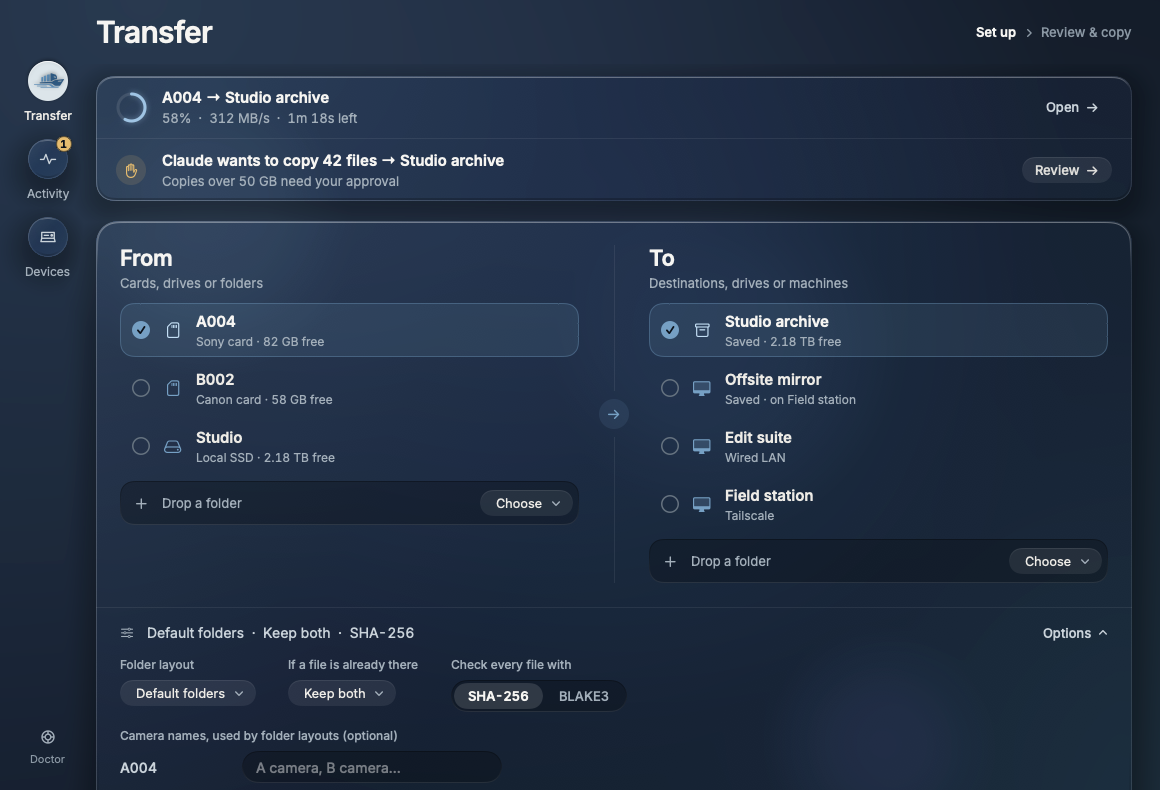 Transfer
Set up
Review & copy
Transfer
1
Activity
Devices
Doctor
A004 → Studio archive
58% · 312 MB/s · 1m 18s left
Open →
Claude wants to copy 42 files → Studio archive
Copies over 50 GB need your approval
Review →
From
Cards, drives or folders
A004
Sony card · 82 GB free
B002
Canon card · 58 GB free
Studio
Local SSD · 2.18 TB free
Drop a folder
Choose
To
Destinations, drives or machines
Studio archive
Saved · 2.18 TB free
Offsite mirror
Saved · on Field station
Edit suite
Wired LAN
Field station
Tailscale
Drop a folder
Choose
Default folders · Keep both · SHA-256
Options
Folder layout
Default folders
If a file is already there
Keep both
Check every file with
SHA-256
BLAKE3
Camera names, used by folder layouts (optional)
A004
A camera, B camera...